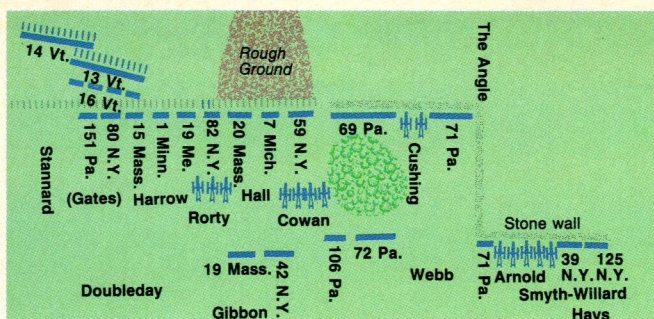 14 Vt.
13 Vt.
16 Vt.
Rough
Ground
The Angle
151 Pa.
80 N.Y.
15 Mass.
1 Minn.
19 Me.
82 N.Y.
20 Mass.
7 Mich.
59 N.Y.
69 Pa.
Cushing
71 Pa.
Stannard
(Gates)
Harrow
Rorty
Hall
Cowan
Stone wall
19 Mass.
42 N.Y.
106 Pa.
72 Pa.
Webb
71 Pa.
Arnold
39
N.Y.
125
N.Y.
Smyth-Willard
Hays
Doubleday
Gibbon